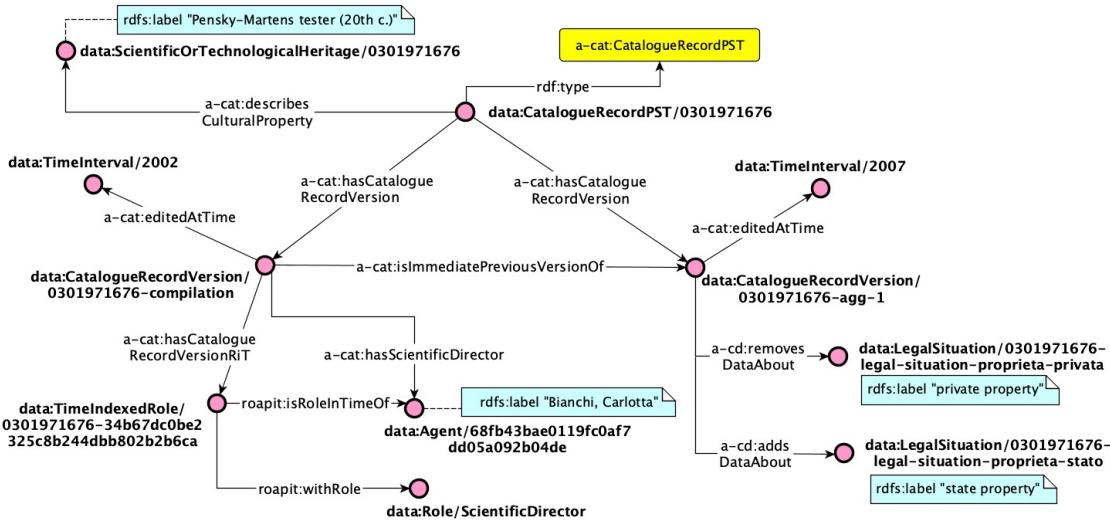 rdfs:label "Pensky-Martens tester (20th c.)"
data:ScientificOrTechnologicalHeritage/0301971676
a-cat:CatalogueRecordPST
rdf:type
a-cat:describes
CulturalProperty
data:CatalogueRecordPST/0301971676
data:TimeInterval/2002
data:TimeInterval/2007
a-cat:hasCatalogue
RecordVersion
a-cat:hasCatalogue
RecordVersion
a-cat:editedAtTime
a-cat:editedAtTime
a-cat:isImmediatePreviousVersionOf
data:CatalogueRecordVersion/
0301971676-compilation
data:CatalogueRecordVersion/
0301971676-agg-1
a-cat:hasCatalogue
RecordVersionRiT
a-cat:hasScientificDirector
a-cd:removes
DataAbout
data:LegalSituation/0301971676-
legal-situation-proprieta-privata
rdfs:label "private property"
data:TimeIndexedRole/
0301971676-34b67dc0be2
325c8b244dbb802b2b6ca
roapit:isRoleInTimeOf
rdfs:label "Bianchi, Carlotta"
data:Agent/68fb43bae0119fc0af7
dd05a092b04de
a-cd:adds
DataAbout
data:LegalSituation/0301971676-
legal-situation-proprieta-stato
rdfs:label "state property"
roapit:withRole
data:Role/ScientificDirector